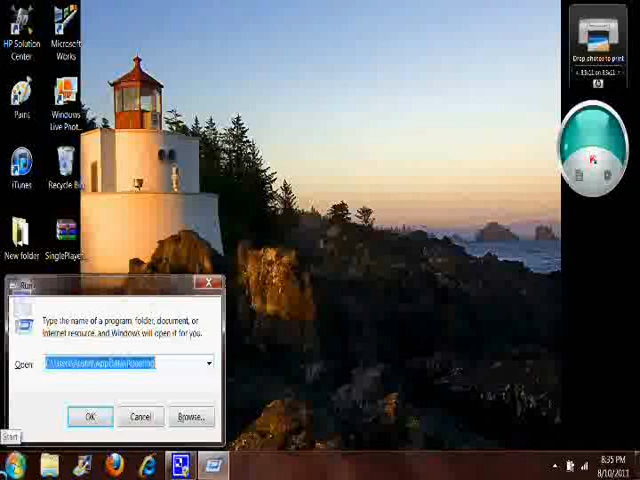 HP Solution
Center
Microsoft
Works
Paint
Windows
Live Phot...
iTunes
Recycle Bin
New folder
SinglePlayer
Drop photos to print
Run
Type the name of a program, folder, document, or
Internet resource, and Windows will open it for you.
Open:
OK
Cancel
Browse...
Start
8:35 PM
8/10/2011